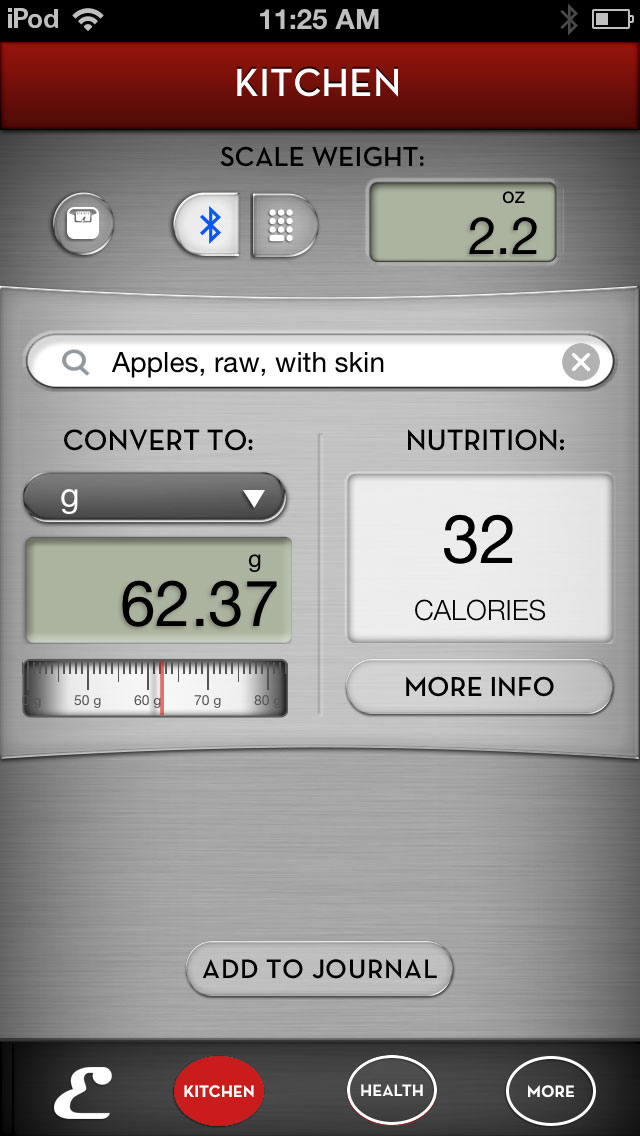 iPod 11:25 AM
KITCHEN
SCALE WEIGHT:
oz
2.2
Apples, raw, with skin
CONVERT TO:
g
g
62.37
50 g 60 g 70 g 80 g
NUTRITION:
32
CALORIES
MORE INFO
ADD TO JOURNAL
E KITCHEN HEALTH MORE